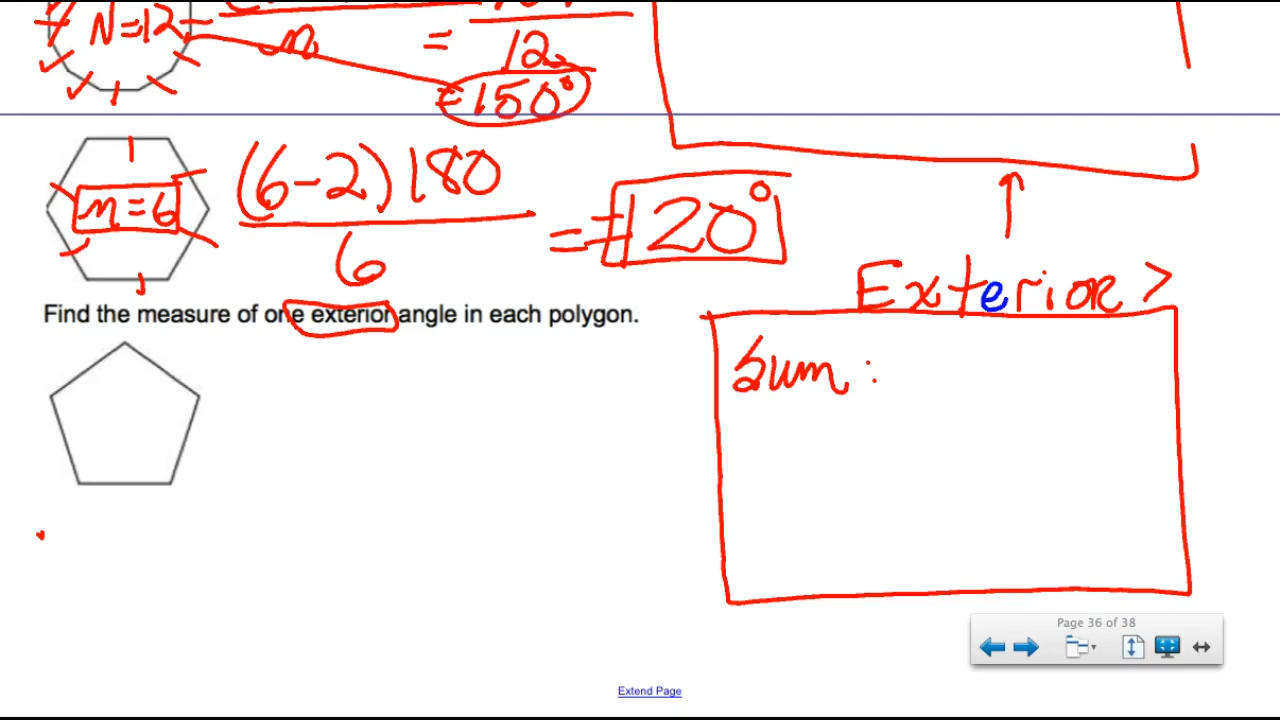 N=12
n = 12
=150°
n=6 (6-2)180 / 6 = =120°
Exterior >
Find the measure of one exterior angle in each polygon.
Sum :
Page 36 of 38
Extend Page